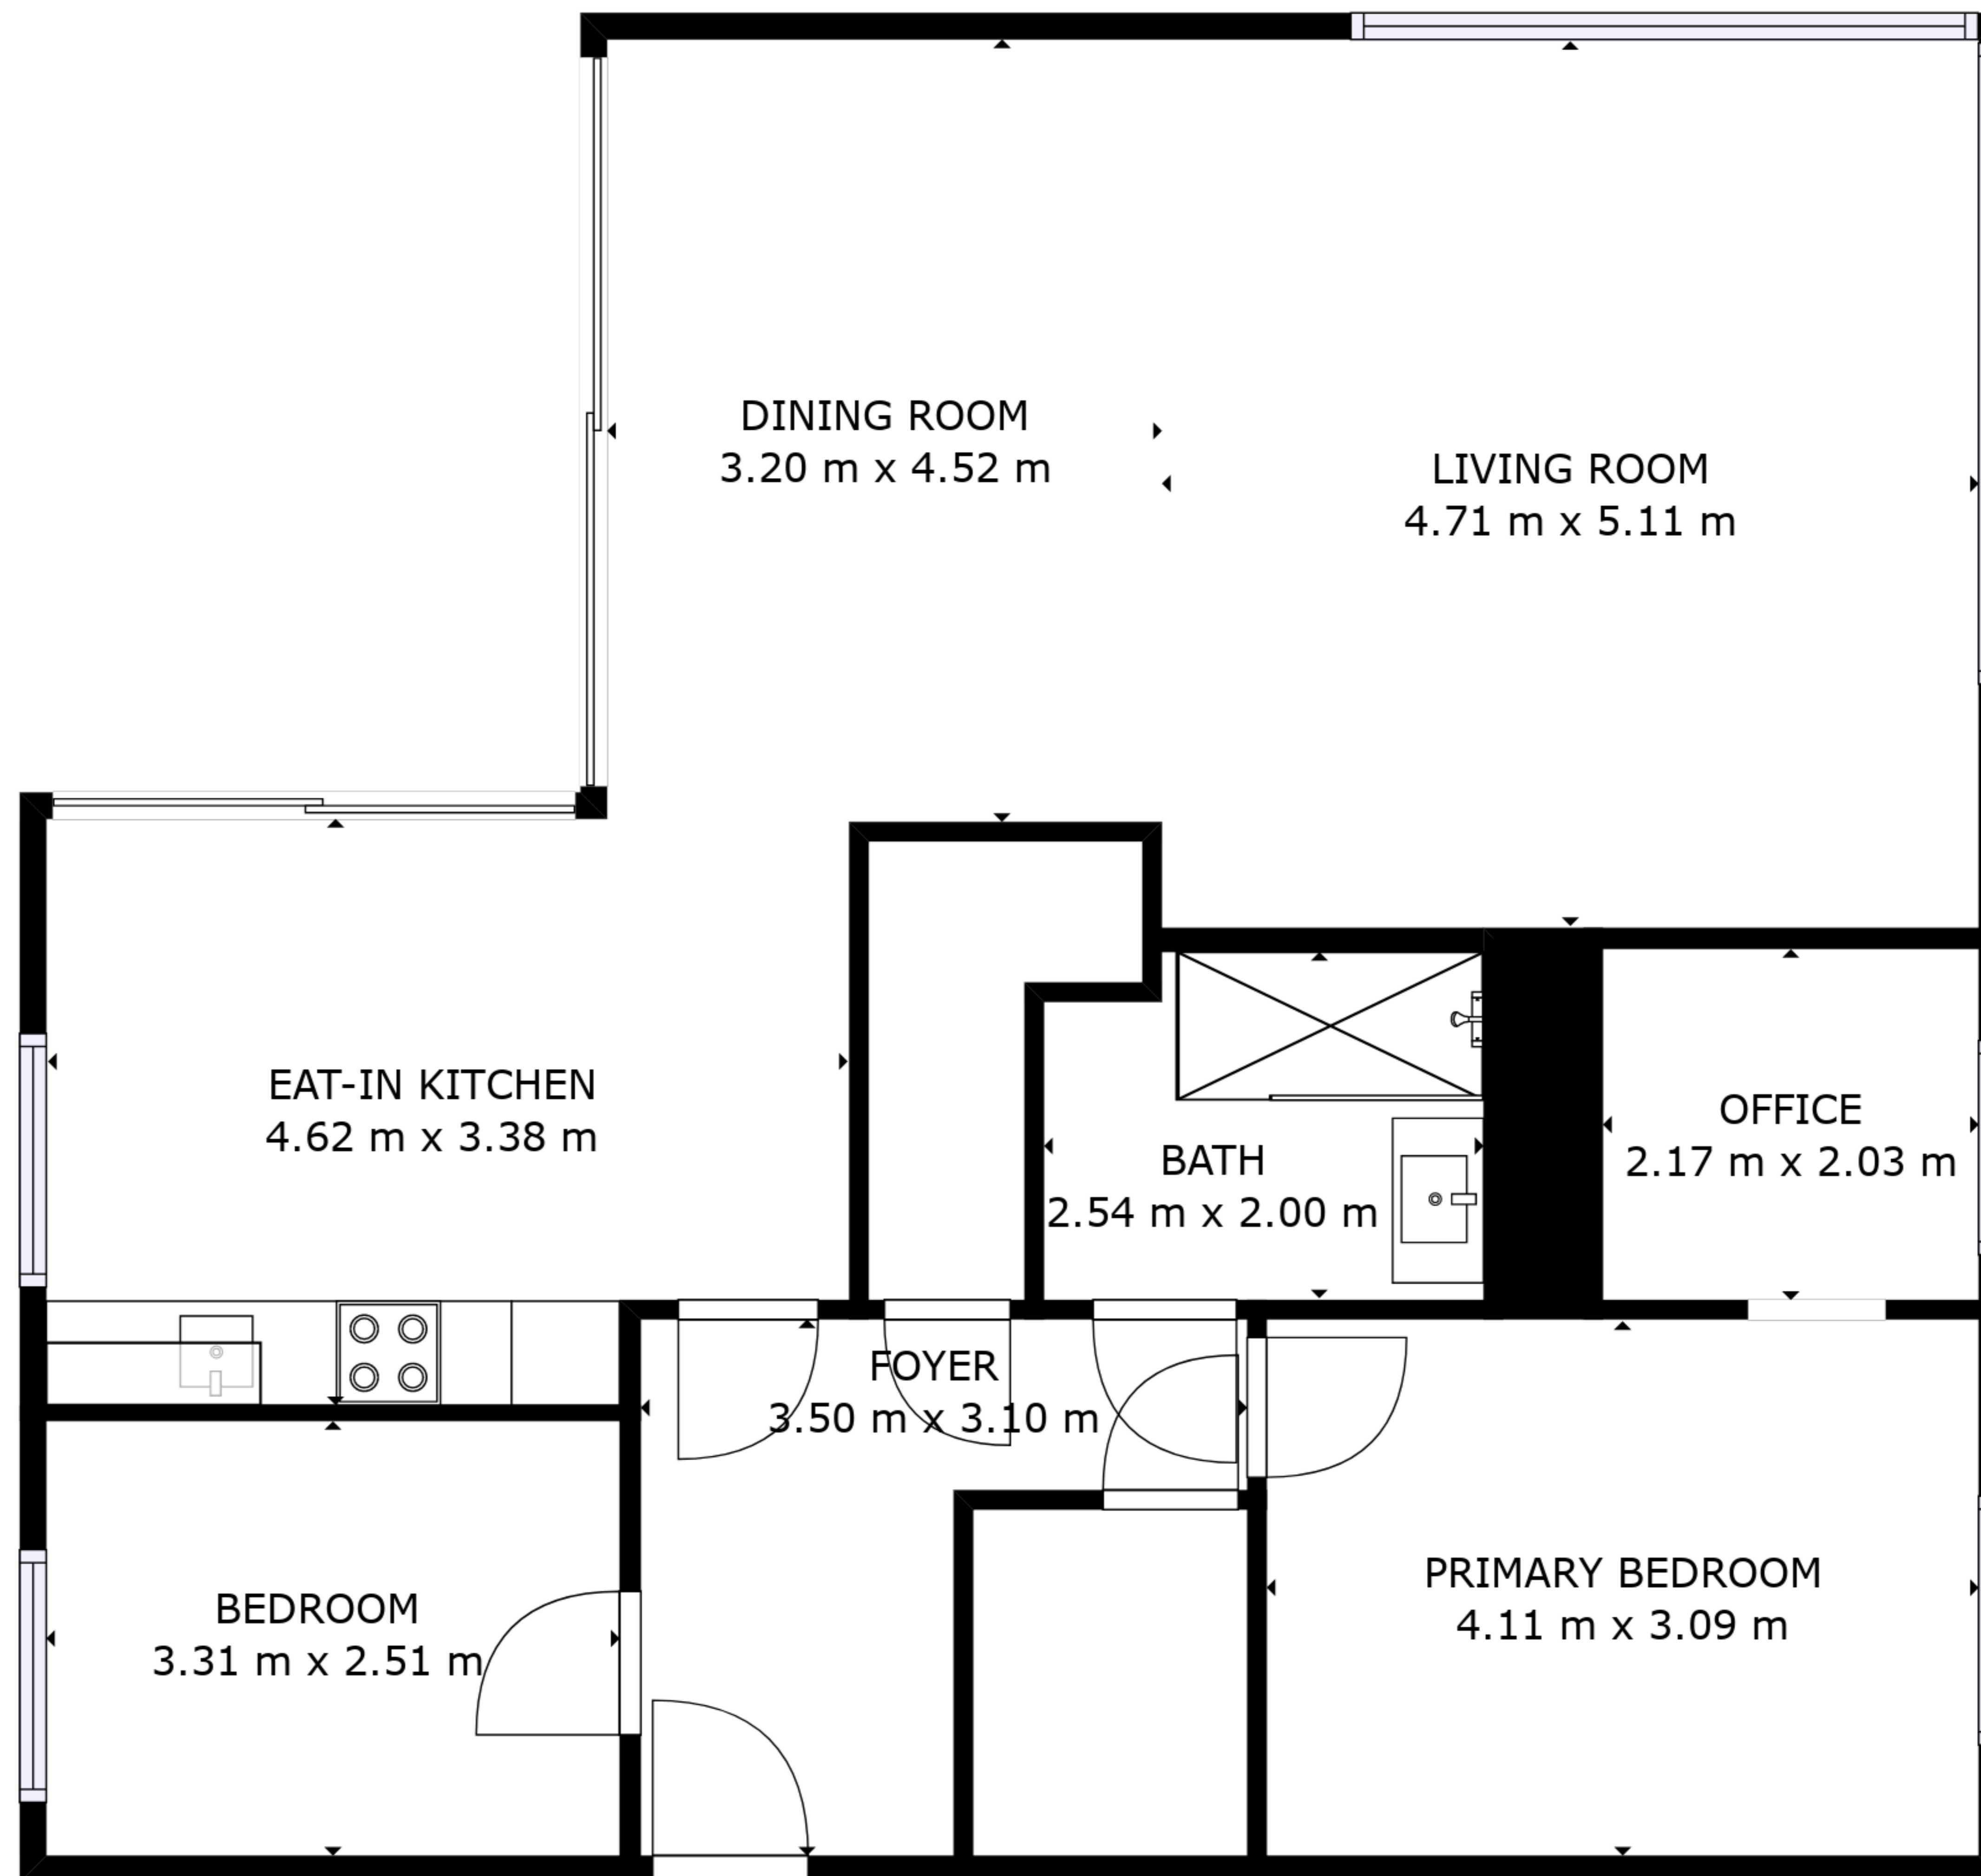 DINING ROOM
3.20 m x 4.52 m
LIVING ROOM
4.71 m x 5.11 m
EAT-IN KITCHEN
4.62 m x 3.38 m
OFFICE
2.17 m x 2.03 m
BATH
2.54 m x 2.00 m
FOYER
3.50 m x 3.10 m
PRIMARY BEDROOM
4.11 m x 3.09 m
BEDROOM
3.31 m x 2.51 m